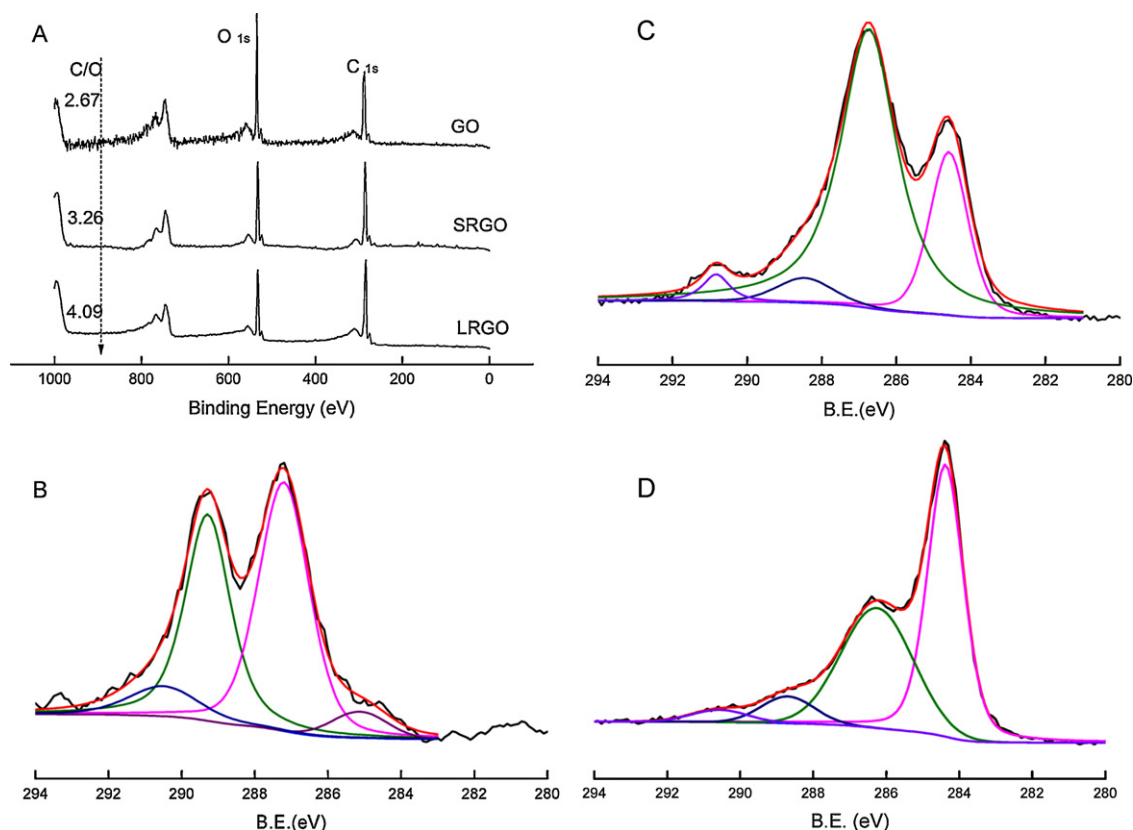 A
C/O
O 1s
C 1s
2.67
GO
3.26
SRGO
4.09
LRGO
1000 800 600 400 200 0
Binding Energy (eV)
C
294 292 290 288 286 284 282 280
B.E.(eV)
B
294 292 290 288 286 284 282 280
B.E.(eV)
D
294 292 290 288 286 284 282 280
B.E. (eV)